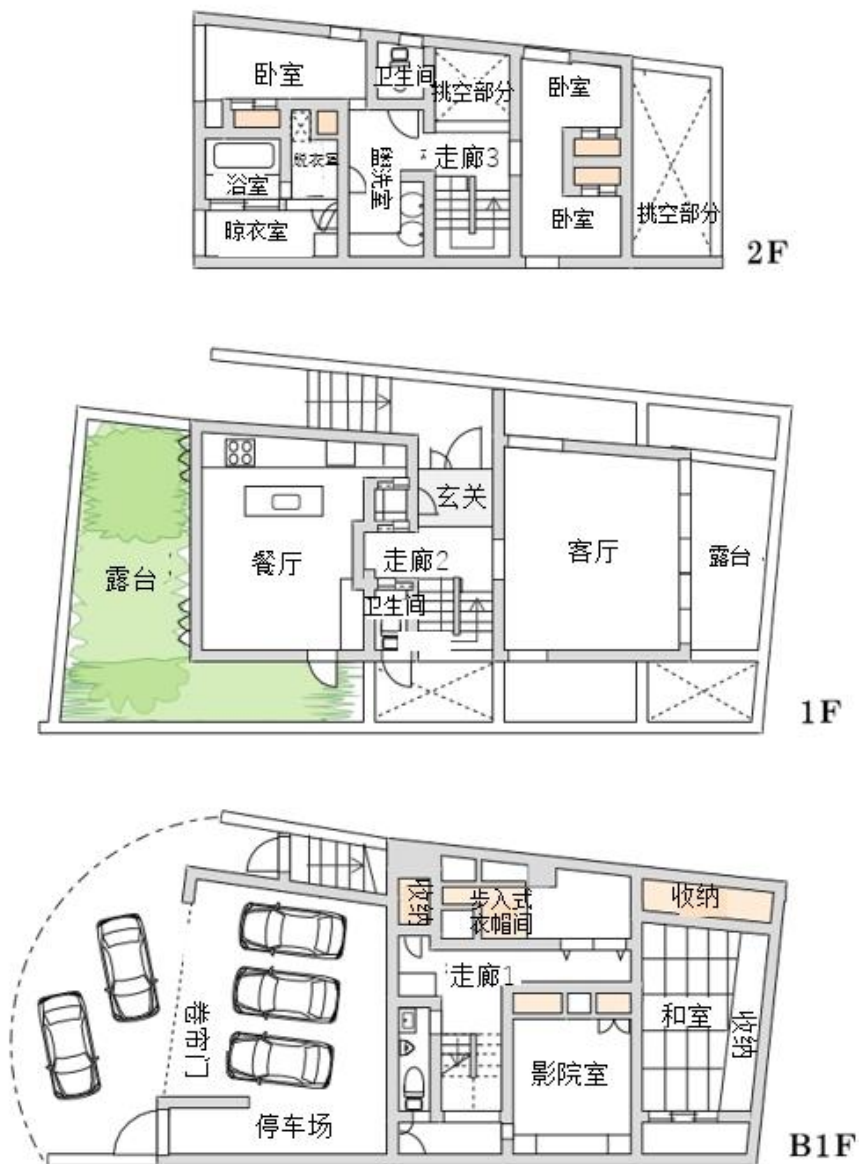 卧室
卫生间
挑空部分
卧室
脱衣室
盥洗室
走廊3
浴室
晾衣室
卧室
挑空部分
2F
玄关
餐厅
走廊2
客厅
露台
露台
卫生间
1F
收纳
步入式
衣帽间
收纳
走廊1
和室
收纳
卷帘门
影院室
停车场
B1F